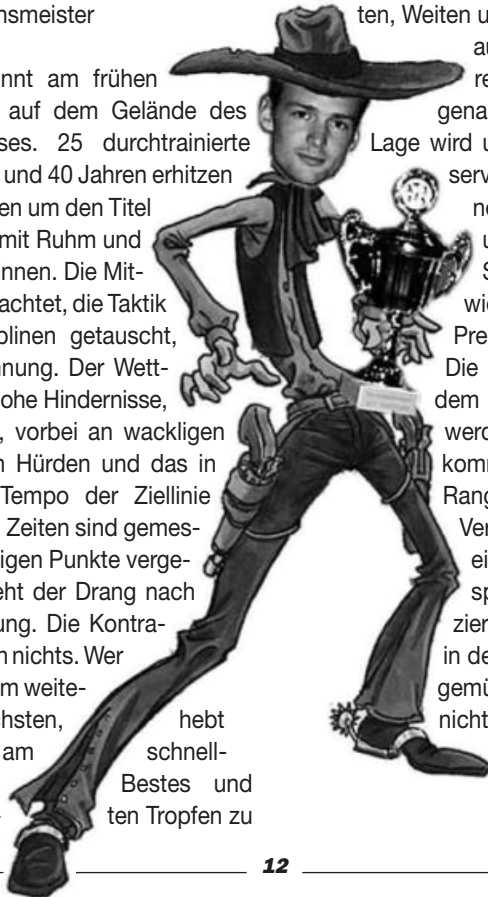 nsmeister
nnt am frühen
auf dem Gelände des
ses. 25 durchtrainierte
und 40 Jahren erhitzen
en um den Titel
mit Ruhm und
nnen. Die Mit-
achtet, die Taktik
olinen getauscht,
nnung. Der Wett-
ohe Hindernisse,
, vorbei an wackligen
n Hürden und das in
Tempo der Ziellinie
Zeiten sind gemes-
igen Punkte verge-
eht der Drang nach
ung. Die Kontra-
n nichts. Wer
m weite-
chsten, hebt
am schnell-
Bestes und
ten Tropfen zu
ten, Weiten u
au
re
gena
Lage wird u
serv
ne
u
S
wie
Pre
Die
dem
werd
komm
Rang
Ver
ei
sp
zier
in de
gemü
nicht
12